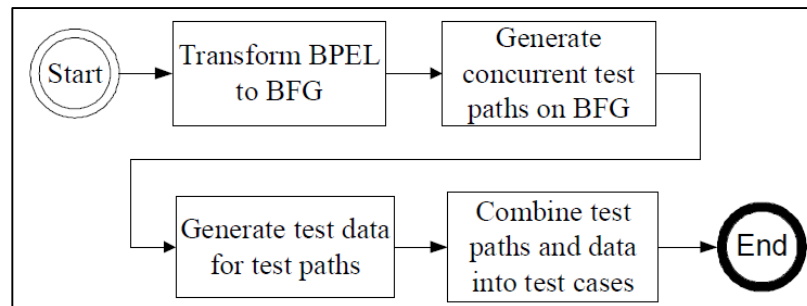 Start
Transform BPEL
to BFG
Generate
concurrent test
paths on BFG
Generate test data
for test paths
Combine test
paths and data
into test cases
End